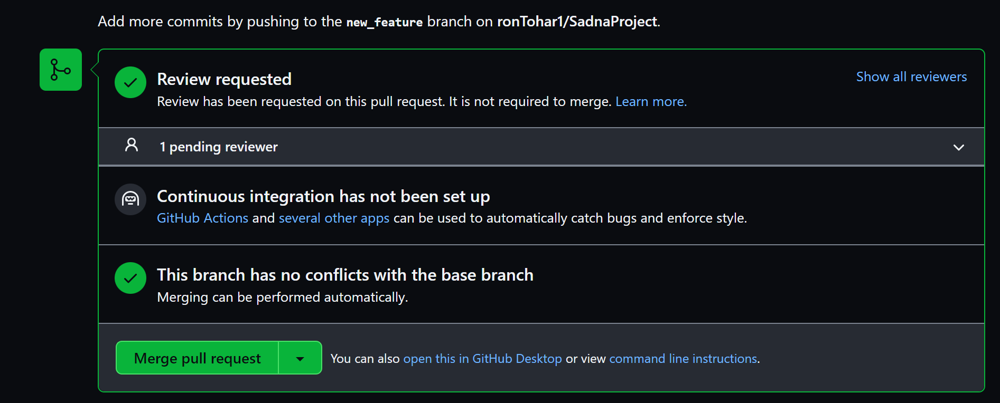 Add more commits by pushing to the new_feature branch on ronTohar1/SadnaProject.
Review requested
Show all reviewers
Review has been requested on this pull request. It is not required to merge. Learn more.
1 pending reviewer
Continuous integration has not been set up
GitHub Actions and several other apps can be used to automatically catch bugs and enforce style.
This branch has no conflicts with the base branch
Merging can be performed automatically.
Merge pull request
You can also open this in GitHub Desktop or view command line instructions.